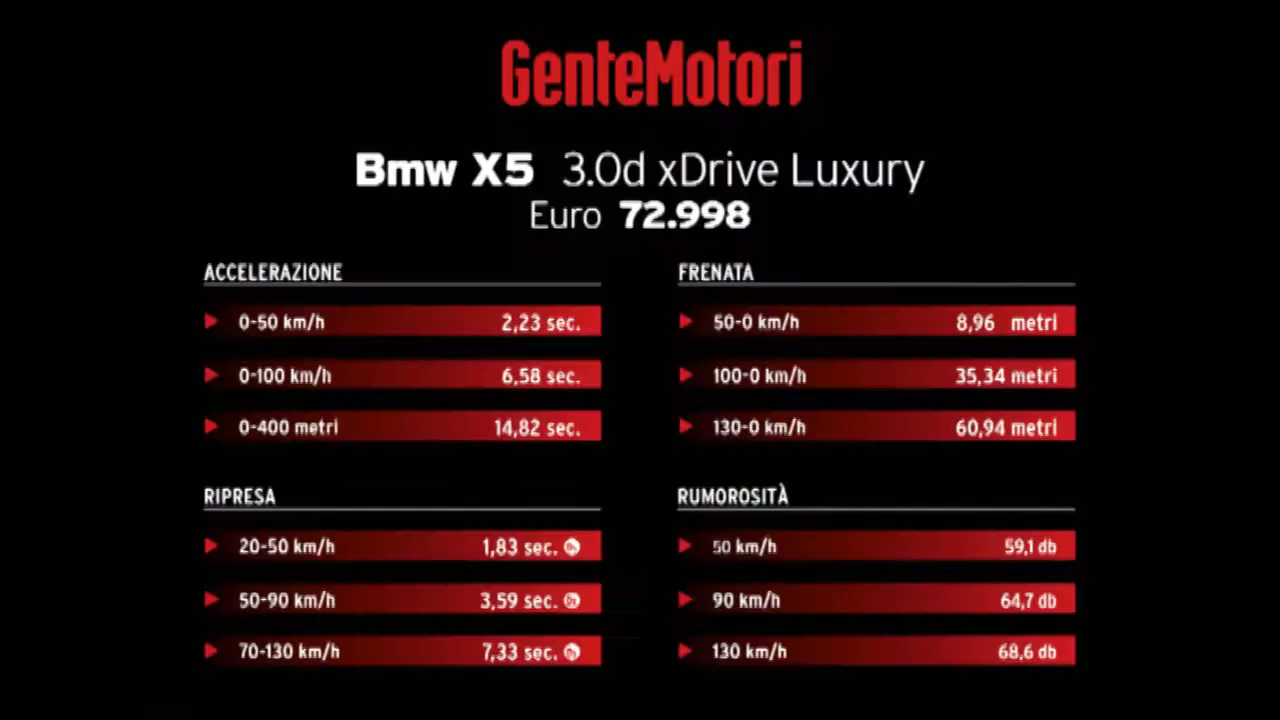 GenteMotori
Bmw X5 3.0d xDrive Luxury
Euro 72.998
ACCELERAZIONE
0-50 km/h 2,23 sec.
0-100 km/h 6,58 sec.
0-400 metri 14,82 sec.
FRENATA
50-0 km/h 8,96 metri
100-0 km/h 35,34 metri
130-0 km/h 60,94 metri
RIPRESA
20-50 km/h 1,83 sec.
50-90 km/h 3,59 sec.
70-130 km/h 7,33 sec.
RUMOROSITÀ
50 km/h 59,1 db
90 km/h 64,7 db
130 km/h 68,6 db